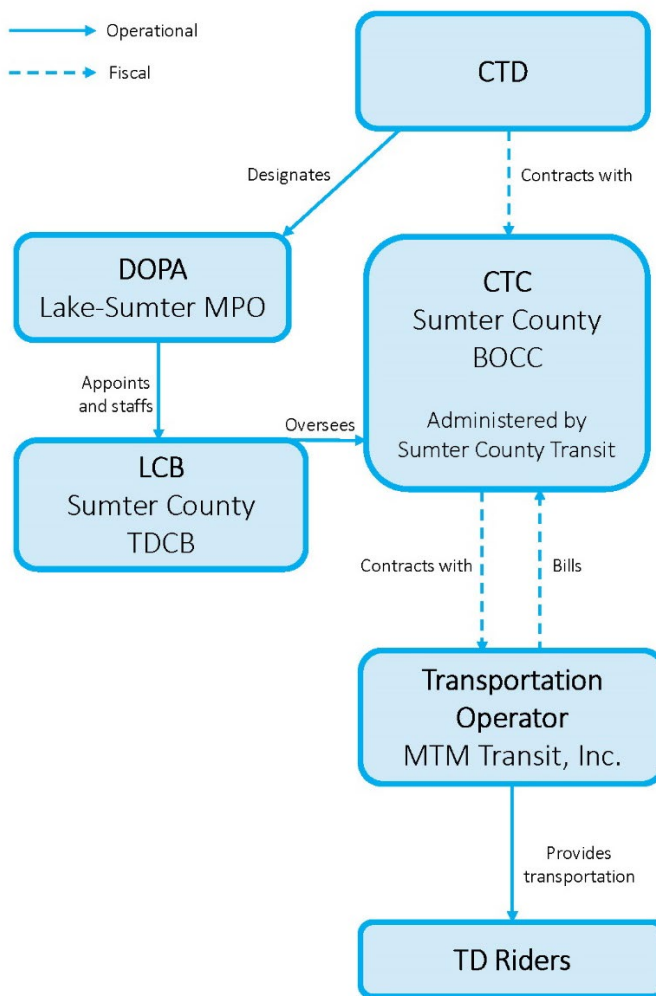 Operational
Fiscal
CTD
Designates
Contracts with
DOPA
Lake-Sumter MPO
CTC
Sumter County
BOCC
Administered by
Sumter County Transit
Appoints
and staffs
Oversees
LCB
Sumter County
TDCB
Contracts with
Bills
Transportation
Operator
MTM Transit, Inc.
Provides
transportation
TD Riders